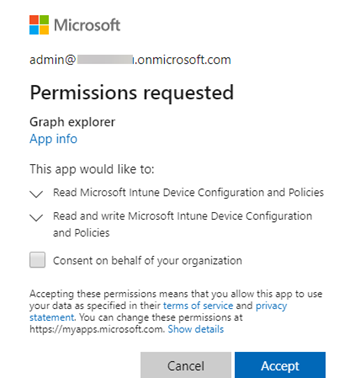 Microsoft
admin@ .onmicrosoft.com
Permissions requested
Graph explorer
App info
This app would like to:
Read Microsoft Intune Device Configuration and Policies
Read and write Microsoft Intune Device Configuration
and Policies
Consent on behalf of your organization
Accepting these permissions means that you allow this app to use
your data as specified in their terms of service and privacy
statement. You can change these permissions at
https://myapps.microsoft.com. Show details
Cancel
Accept